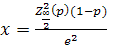 x = Z²_{∞/2}(p)(1−p) / e²